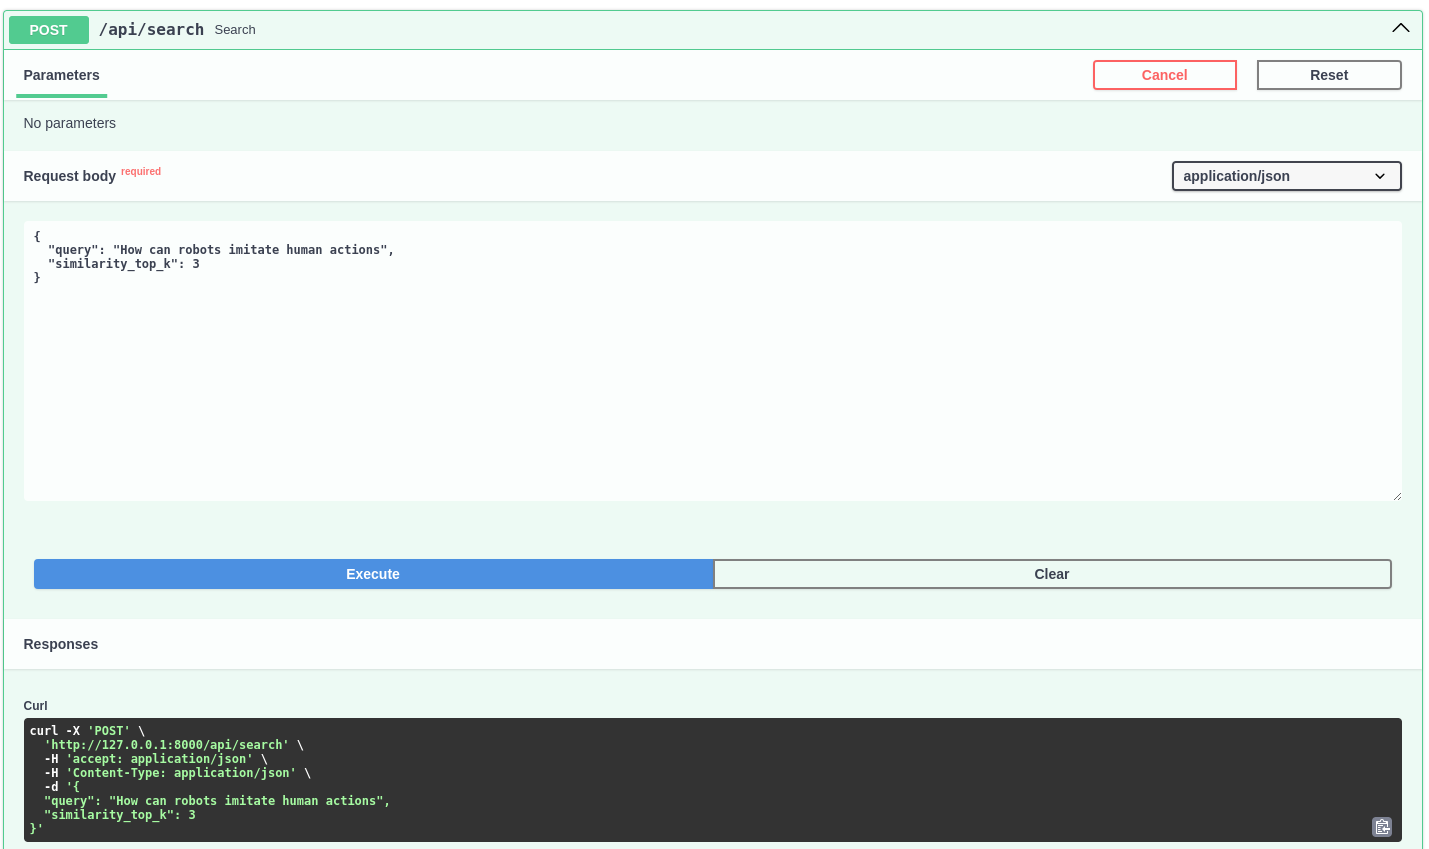 POST /api/search Search
Parameters
Cancel
Reset
No parameters
Request body required
application/json
{
  "query": "How can robots imitate human actions",
  "similarity_top_k": 3
}
Execute
Clear
Responses
Curl
curl -X 'POST' \
  'http://127.0.0.1:8000/api/search' \
  -H 'accept: application/json' \
  -H 'Content-Type: application/json' \
  -d '{
  "query": "How can robots imitate human actions",
  "similarity_top_k": 3
}'